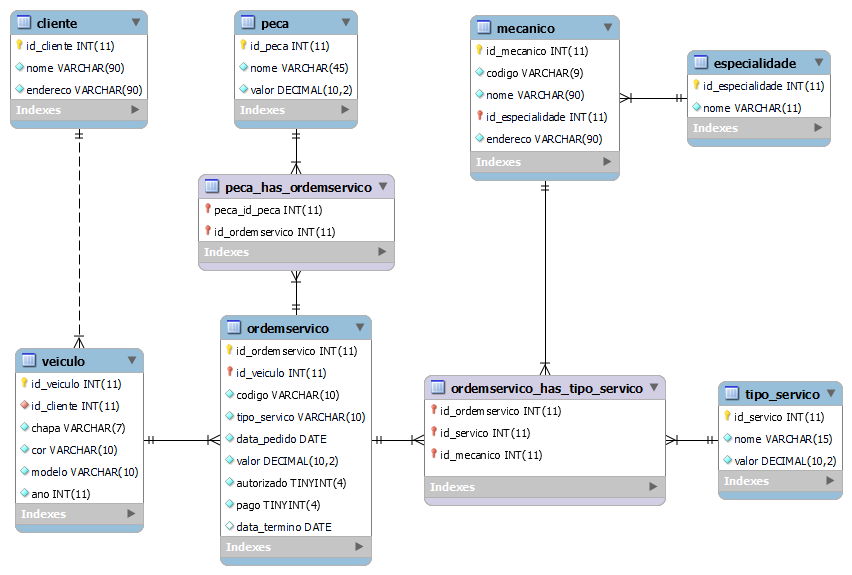 cliente
id_cliente INT(11)
nome VARCHAR(90)
endereco VARCHAR(90)
Indexes
peca
id_peca INT(11)
nome VARCHAR(45)
valor DECIMAL(10,2)
Indexes
mecanico
id_mecanico INT(11)
codigo VARCHAR(9)
nome VARCHAR(90)
id_especialidade INT(11)
endereco VARCHAR(90)
Indexes
especialidade
id_especialidade INT(11)
nome VARCHAR(11)
Indexes
peca_has_ordemservico
peca_id_peca INT(11)
id_ordemservico INT(11)
Indexes
veiculo
id_veiculo INT(11)
id_cliente INT(11)
chapa VARCHAR(7)
cor VARCHAR(10)
modelo VARCHAR(10)
ano INT(11)
Indexes
ordemservico
id_ordemservico INT(11)
id_veiculo INT(11)
codigo VARCHAR(10)
tipo_servico VARCHAR(10)
data_pedido DATE
valor DECIMAL(10,2)
autorizado TINYINT(4)
pago TINYINT(4)
data_termino DATE
Indexes
ordemservico_has_tipo_servico
id_ordemservico INT(11)
id_servico INT(11)
id_mecanico INT(11)
Indexes
tipo_servico
id_servico INT(11)
nome VARCHAR(15)
valor DECIMAL(10,2)
Indexes